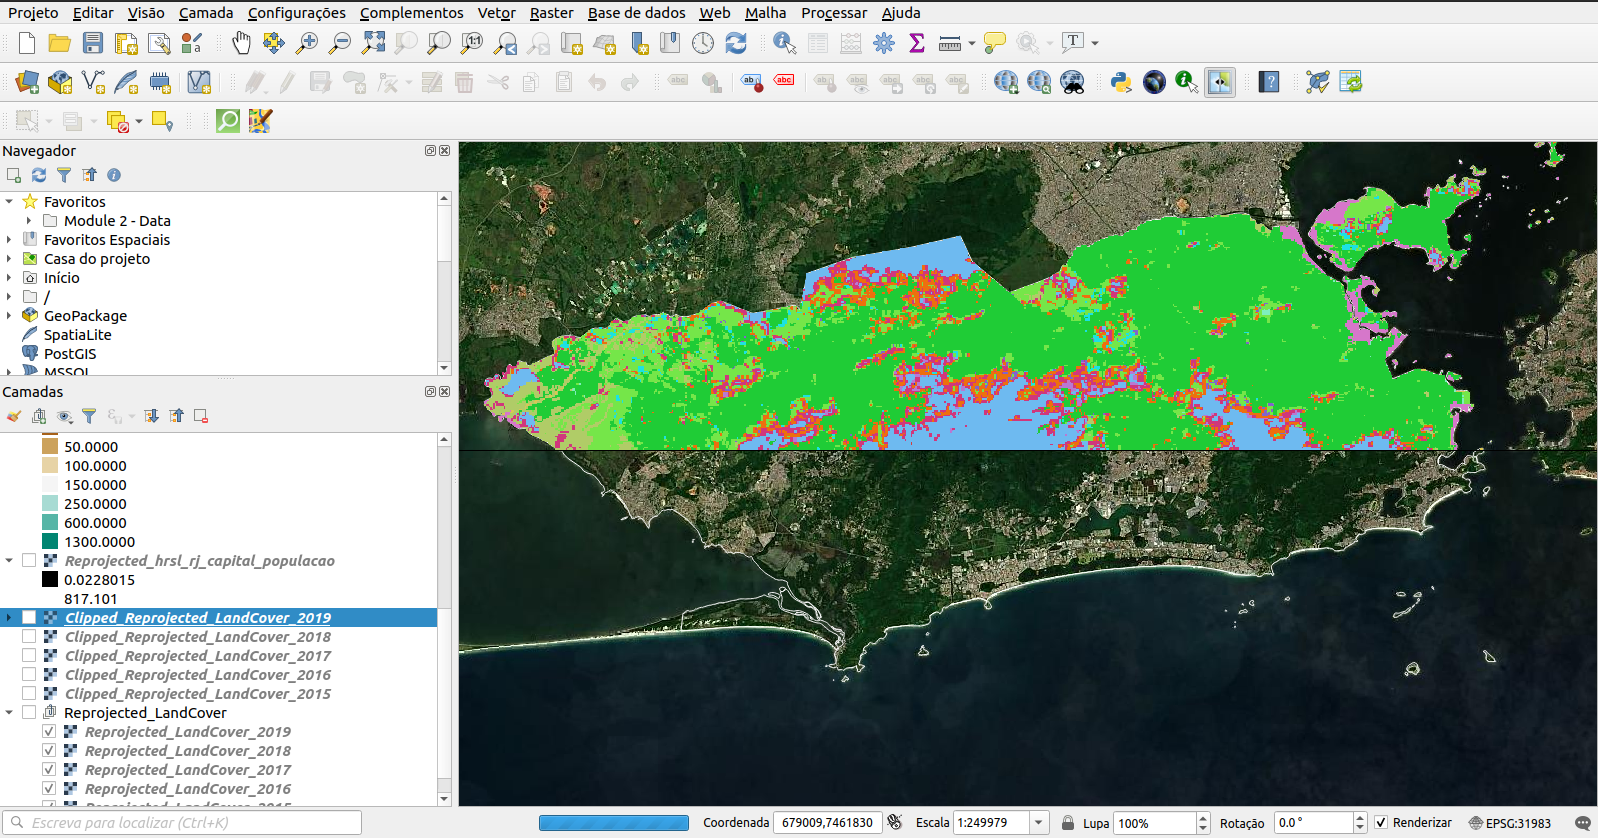 Projeto Editar Visão Camada Configurações Complementos Vetor Raster Base de dados Web Malha Processar Ajuda
Navegador
Favoritos
Module 2 - Data
Favoritos Espaciais
Casa do projeto
Início
/
GeoPackage
SpatiaLite
PostGIS
MSSQL
Camadas
50.0000
100.0000
150.0000
250.0000
600.0000
1300.0000
Reprojected_hrsl_rj_capital_populacao
0.0228015
817.101
Clipped_Reprojected_LandCover_2019
Clipped_Reprojected_LandCover_2018
Clipped_Reprojected_LandCover_2017
Clipped_Reprojected_LandCover_2016
Clipped_Reprojected_LandCover_2015
Reprojected_LandCover
Reprojected_LandCover_2019
Reprojected_LandCover_2018
Reprojected_LandCover_2017
Reprojected_LandCover_2016
Reprojected_LandCover_2015
Escreva para localizar (Ctrl+K) Coordenada 679009,7461830 Escala 1:249979 Lupa 100% Rotação 0.0 ° Renderizar EPSG:31983